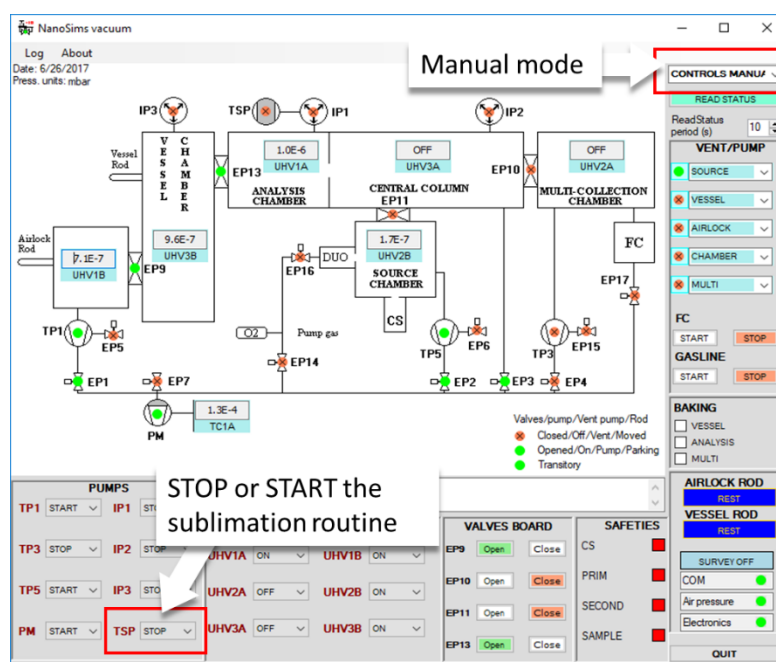 NanoSims vacuum
Log About
Date: 6/26/2017
Press. units: mbar
Manual mode
CONTROLS MANUA
READ STATUS
ReadStatus
period (s) 10
VENT/PUMP
SOURCE
VESSEL
AIRLOCK
CHAMBER
MULTI
FC
START STOP
GASLINE
START STOP
BAKING
VESSEL
ANALYSIS
MULTI
AIRLOCK ROD
REST
VESSEL ROD
REST
SURVEY OFF
COM
Air pressure
Electronics
QUIT
IP3
TSP
IP1
IP2
Vessel
Rod
VESSEL
CHAMBER
EP13
1.0E-6
UHV1A
ANALYSIS
CHAMBER
OFF
UHV3A
CENTRAL COLUMN
EP11
EP10
OFF
UHV2A
MULTI-COLLECTION
CHAMBER
Airlock
Rod
7.1E-7
UHV1B
EP9
9.6E-7
UHV3B
EP16
DUO
1.7E-7
UHV2B
SOURCE
CHAMBER
CS
FC
EP17
TP1
EP5
O2
Pump gas
EP14
TP5
EP6
TP3
EP15
EP1
EP7
EP2
EP3
EP4
PM
1.3E-4
TC1A
Valves/pump/Vent pump/Rod
Closed/Off/Vent/Moved
Opened/On/Pump/Parking
Transitory
STOP or START the
sublimation routine
PUMPS
TP1 START IP1
TP3 STOP IP2 STOP
TP5 START IP3
PM START TSP STOP
UHV1A ON UHV1B ON
UHV2A OFF UHV2B ON
UHV3A OFF UHV3B ON
VALVES BOARD
EP9 Open Close
EP10 Open Close
EP11 Open Close
EP13 Open Close
SAFETIES
CS
PRIM
SECOND
SAMPLE